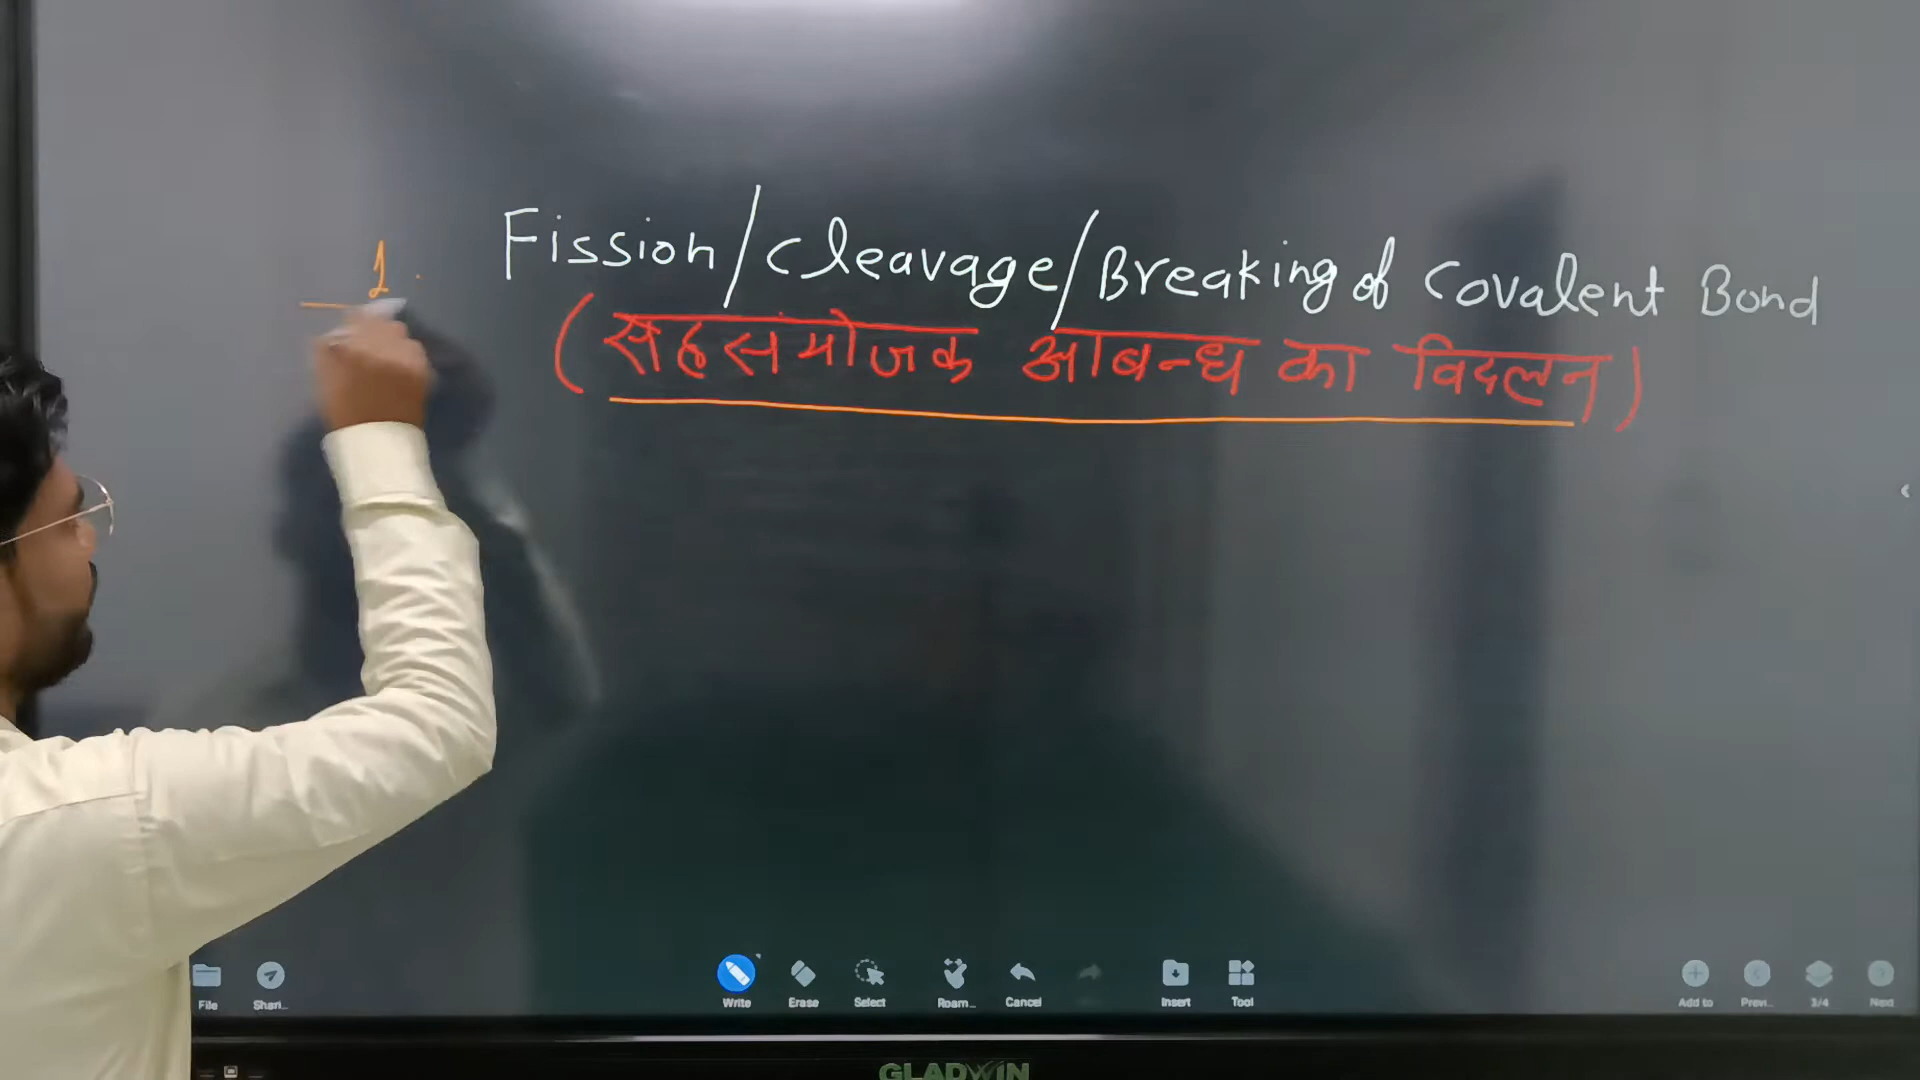 1.
Fission/Cleavage/Breaking of Covalent Bond
(सहसंयोजक आबन्ध का विदलन)
File
Shari...
Write
Erase
Select
Roam...
Cancel
Insert
Tool
Add to
Previ...
3/4
Next
GLADWIN